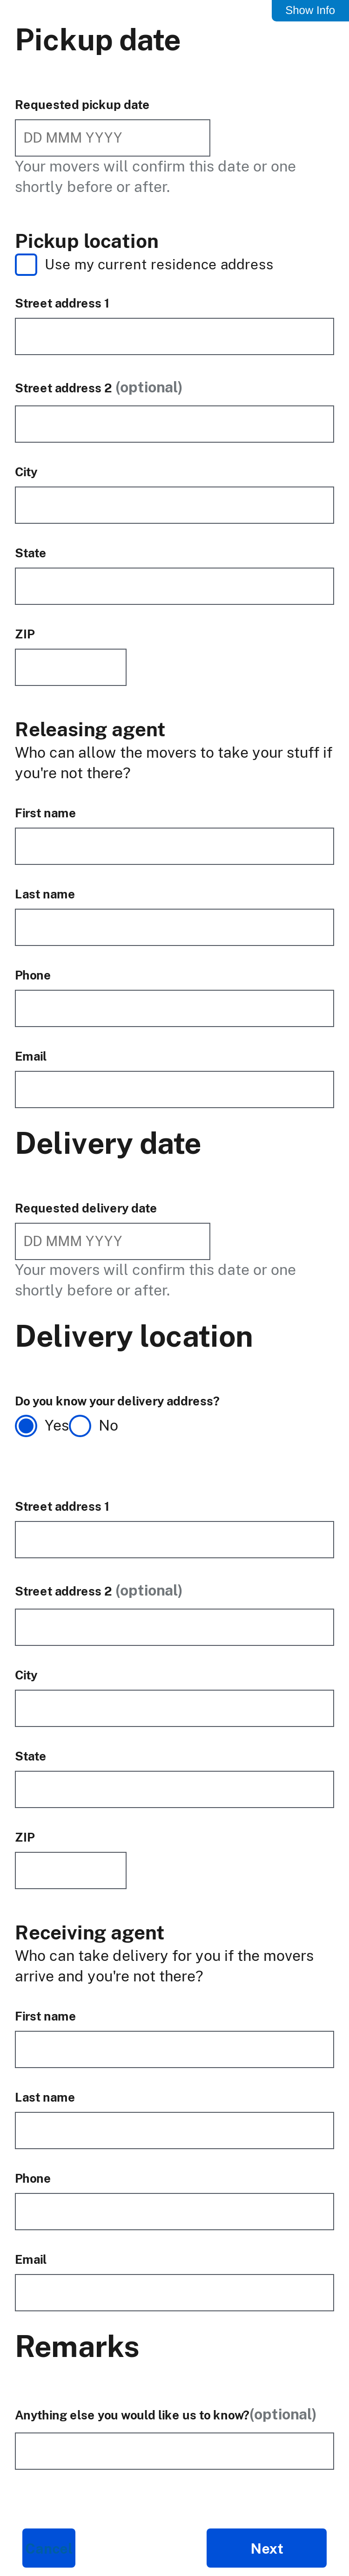 Show Info
Pickup date
Requested pickup date
DD MMM YYYY
Your movers will confirm this date or one
shortly before or after.
Pickup location
Use my current residence address
Street address 1
Street address 2 (optional)
City
State
ZIP
Releasing agent
Who can allow the movers to take your stuff if
you're not there?
First name
Last name
Phone
Email
Delivery date
Requested delivery date
DD MMM YYYY
Your movers will confirm this date or one
shortly before or after.
Delivery location
Do you know your delivery address?
Yes No
Street address 1
Street address 2 (optional)
City
State
ZIP
Receiving agent
Who can take delivery for you if the movers
arrive and you're not there?
First name
Last name
Phone
Email
Remarks
Anything else you would like us to know?(optional)
Next